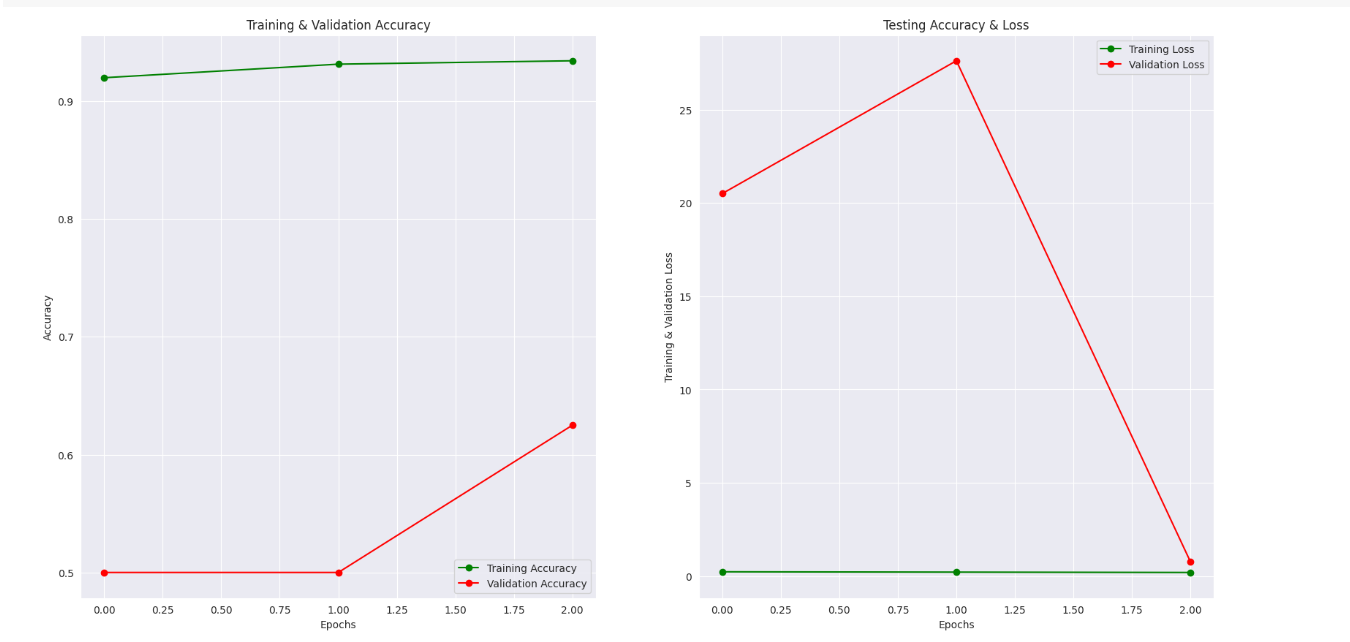 Training & Validation Accuracy
Accuracy
0.9
0.8
0.7
0.6
0.5
Training Accuracy
Validation Accuracy
0.00 0.25 0.50 0.75 1.00 1.25 1.50 1.75 2.00
Epochs
Testing Accuracy & Loss
Training & Validation Loss
Training Loss
Validation Loss
25
20
15
10
5
0
0.00 0.25 0.50 0.75 1.00 1.25 1.50 1.75 2.00
Epochs